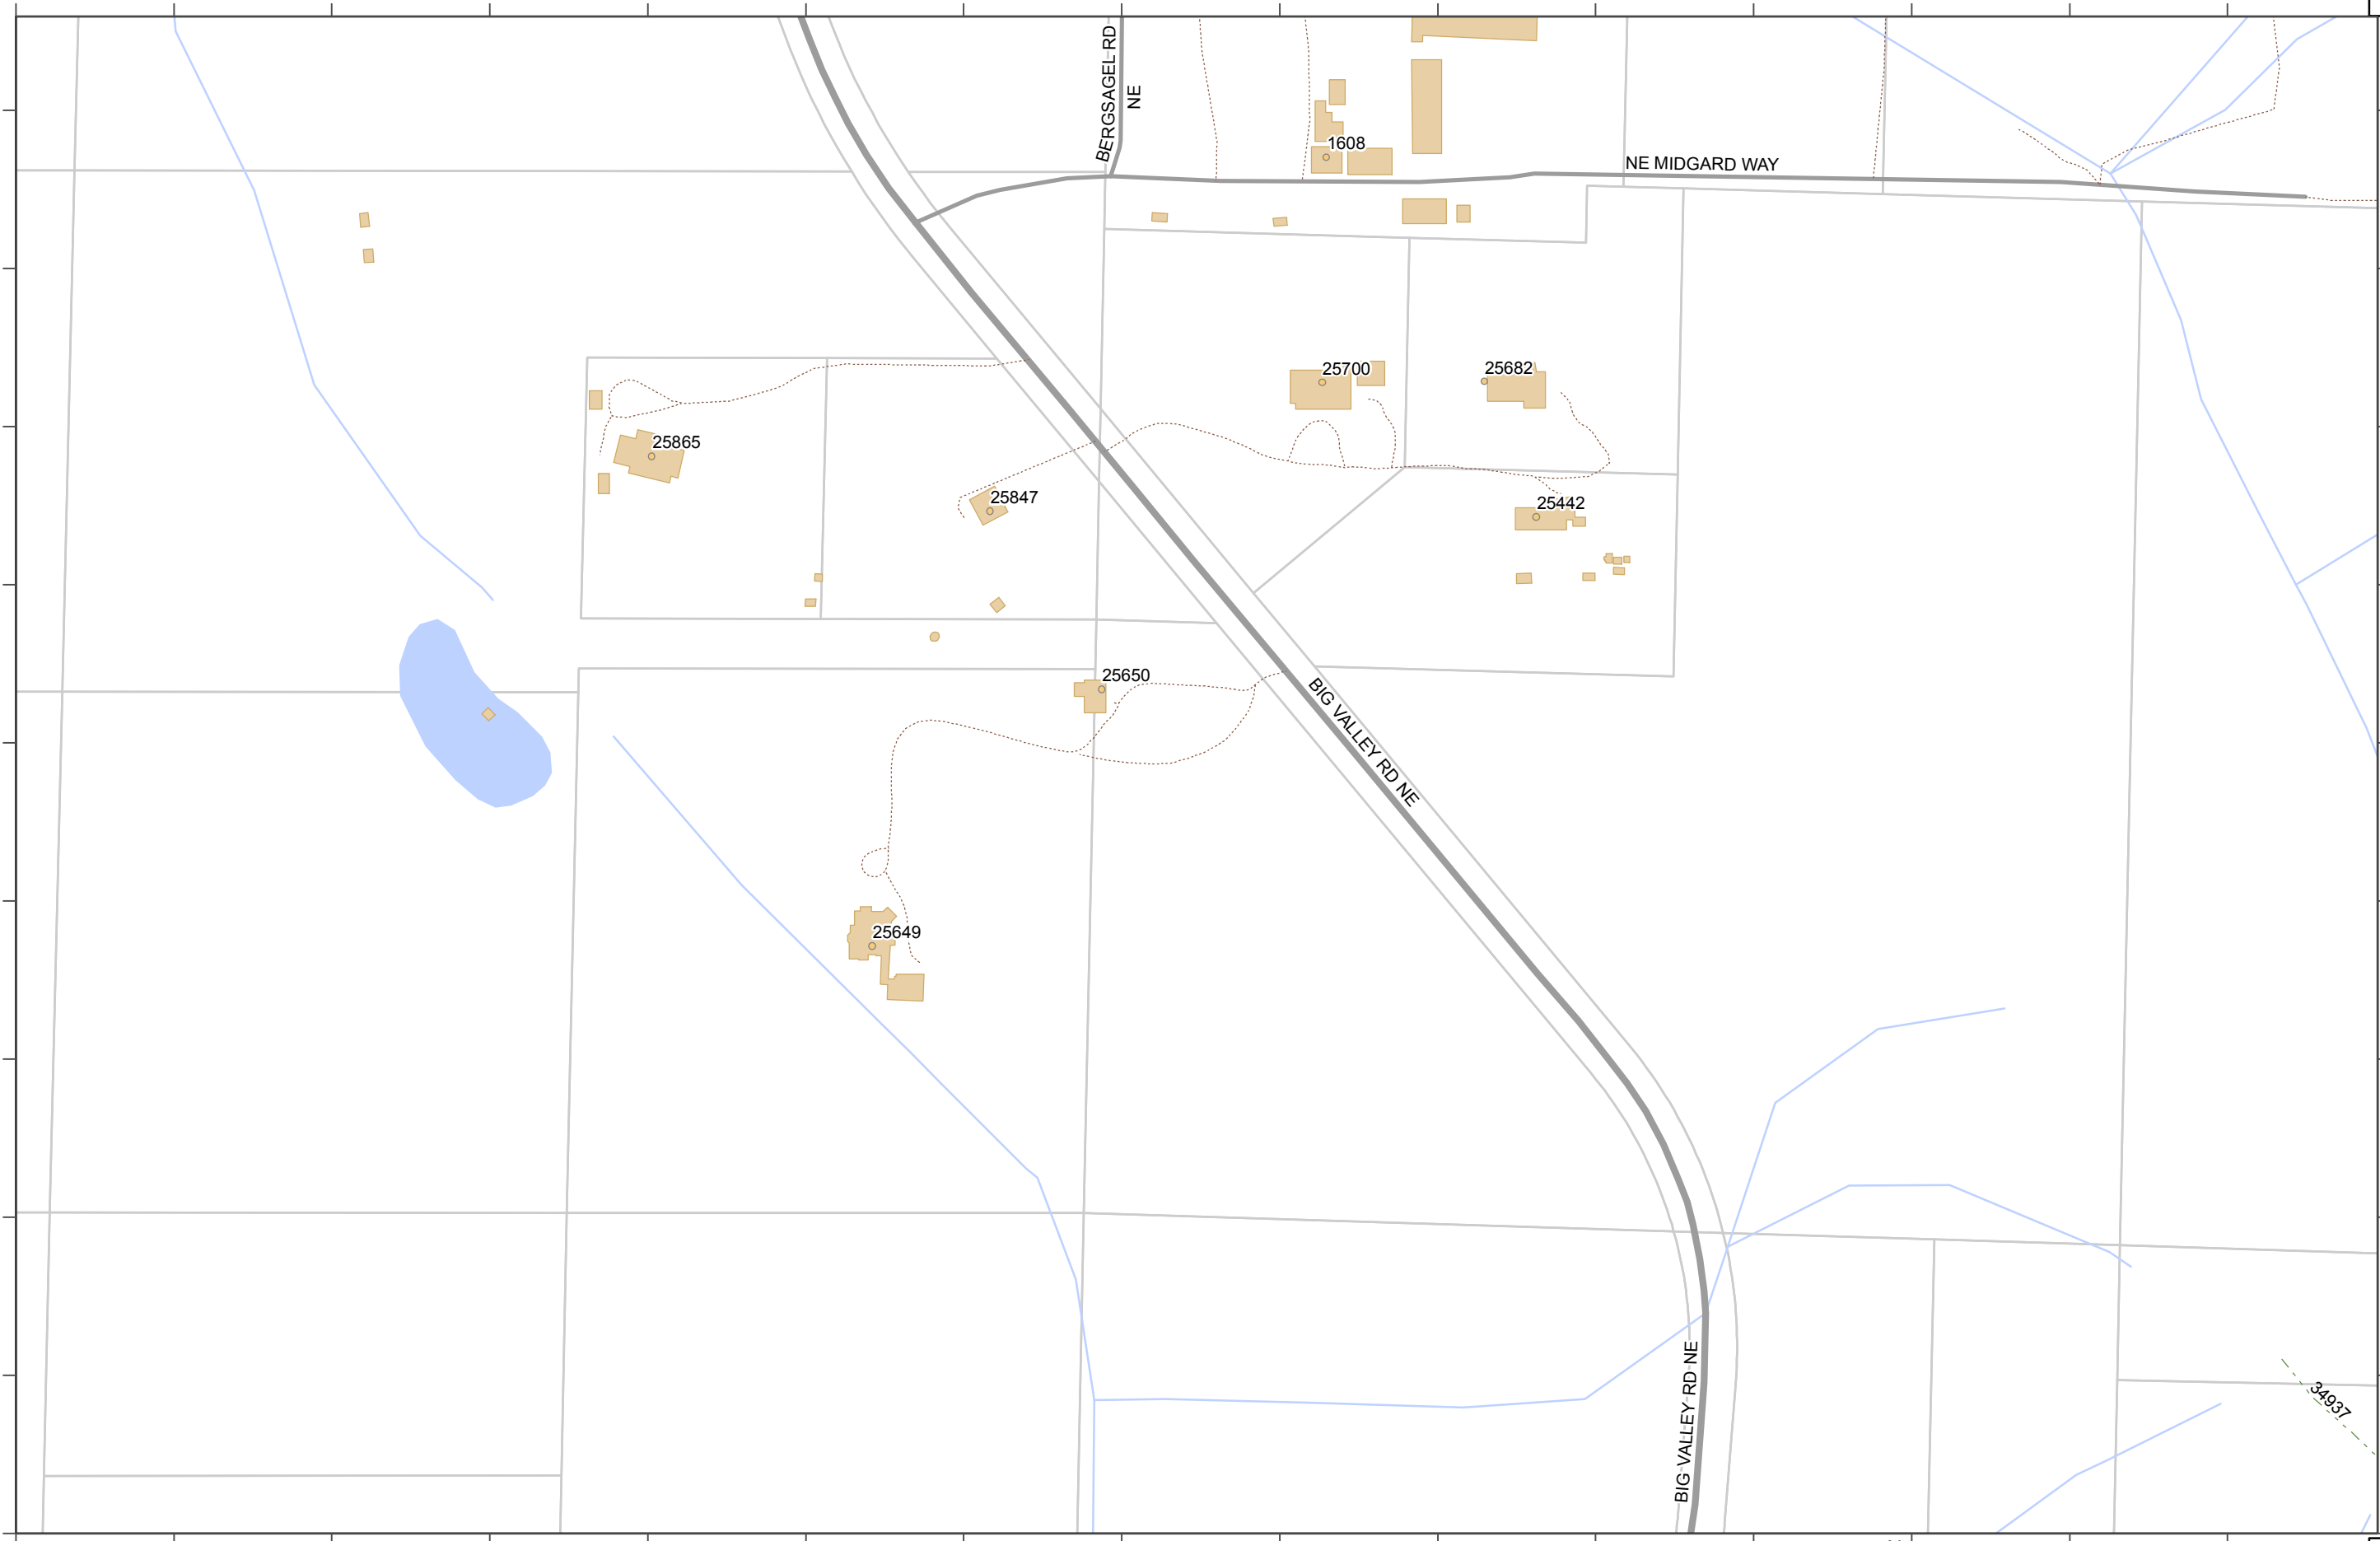 BERGSAGEL RD
NE
1608
NE MIDGARD WAY
25700
25682
25865
25847
25442
25650
BIG VALLEY RD NE
25649
BIG VALLEY RD NE
34937